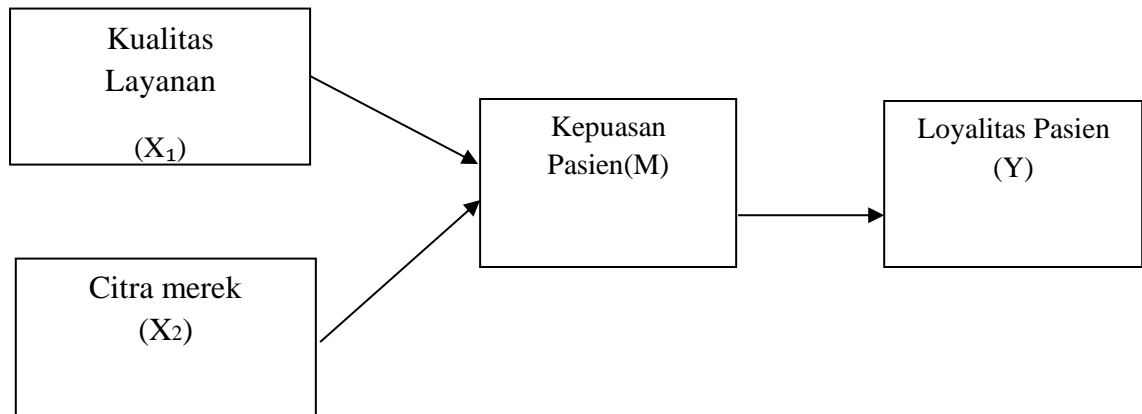 Kualitas
Layanan
(X₁)
Kepuasan
Pasien(M)
Loyalitas Pasien
(Y)
Citra merek
(X2)